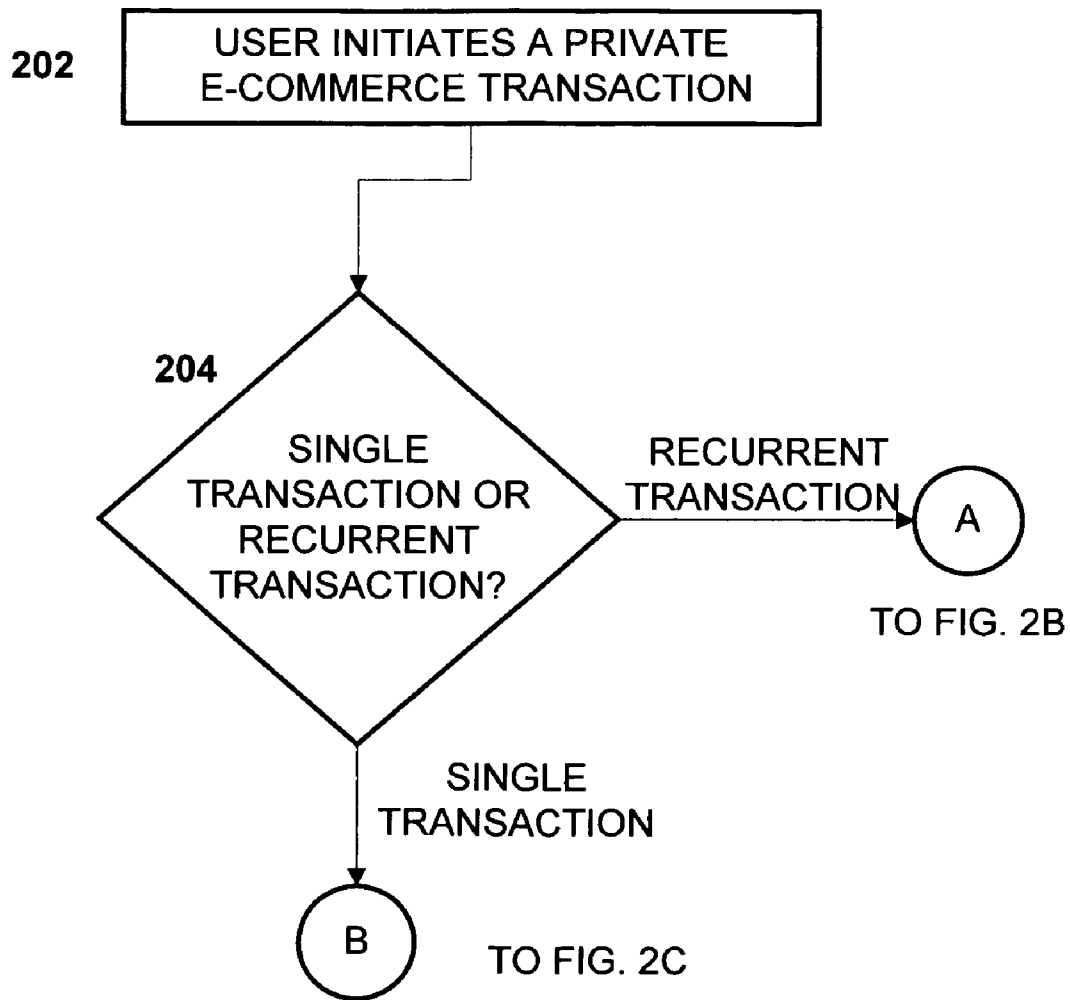 202
USER INITIATES A PRIVATE
E-COMMERCE TRANSACTION
204
SINGLE
TRANSACTION OR
RECURRENT
TRANSACTION?
RECURRENT
TRANSACTION
A
TO FIG. 2B
SINGLE
TRANSACTION
B
TO FIG. 2C